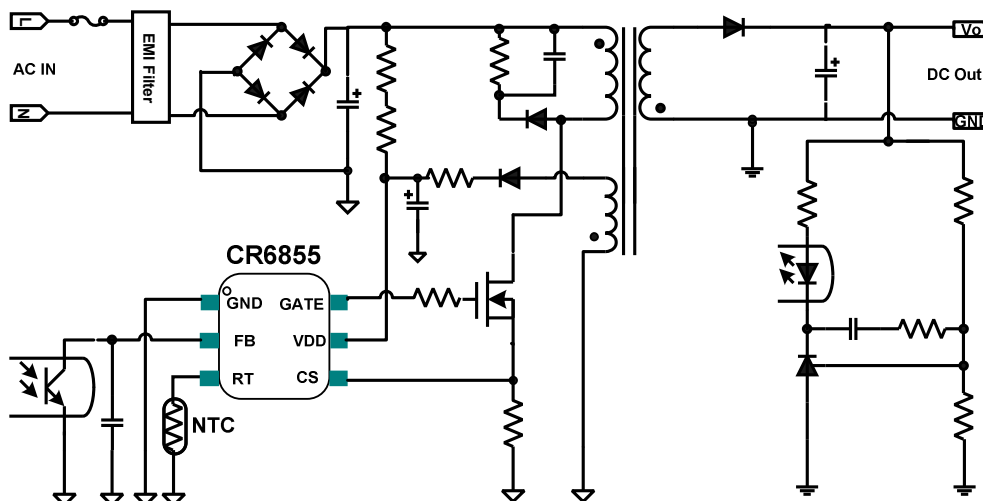 L
AC IN
N
EMI Filter
+
+
+
Vo
DC Out
GND
CR6855
GND
GATE
FB
VDD
RT
CS
NTC